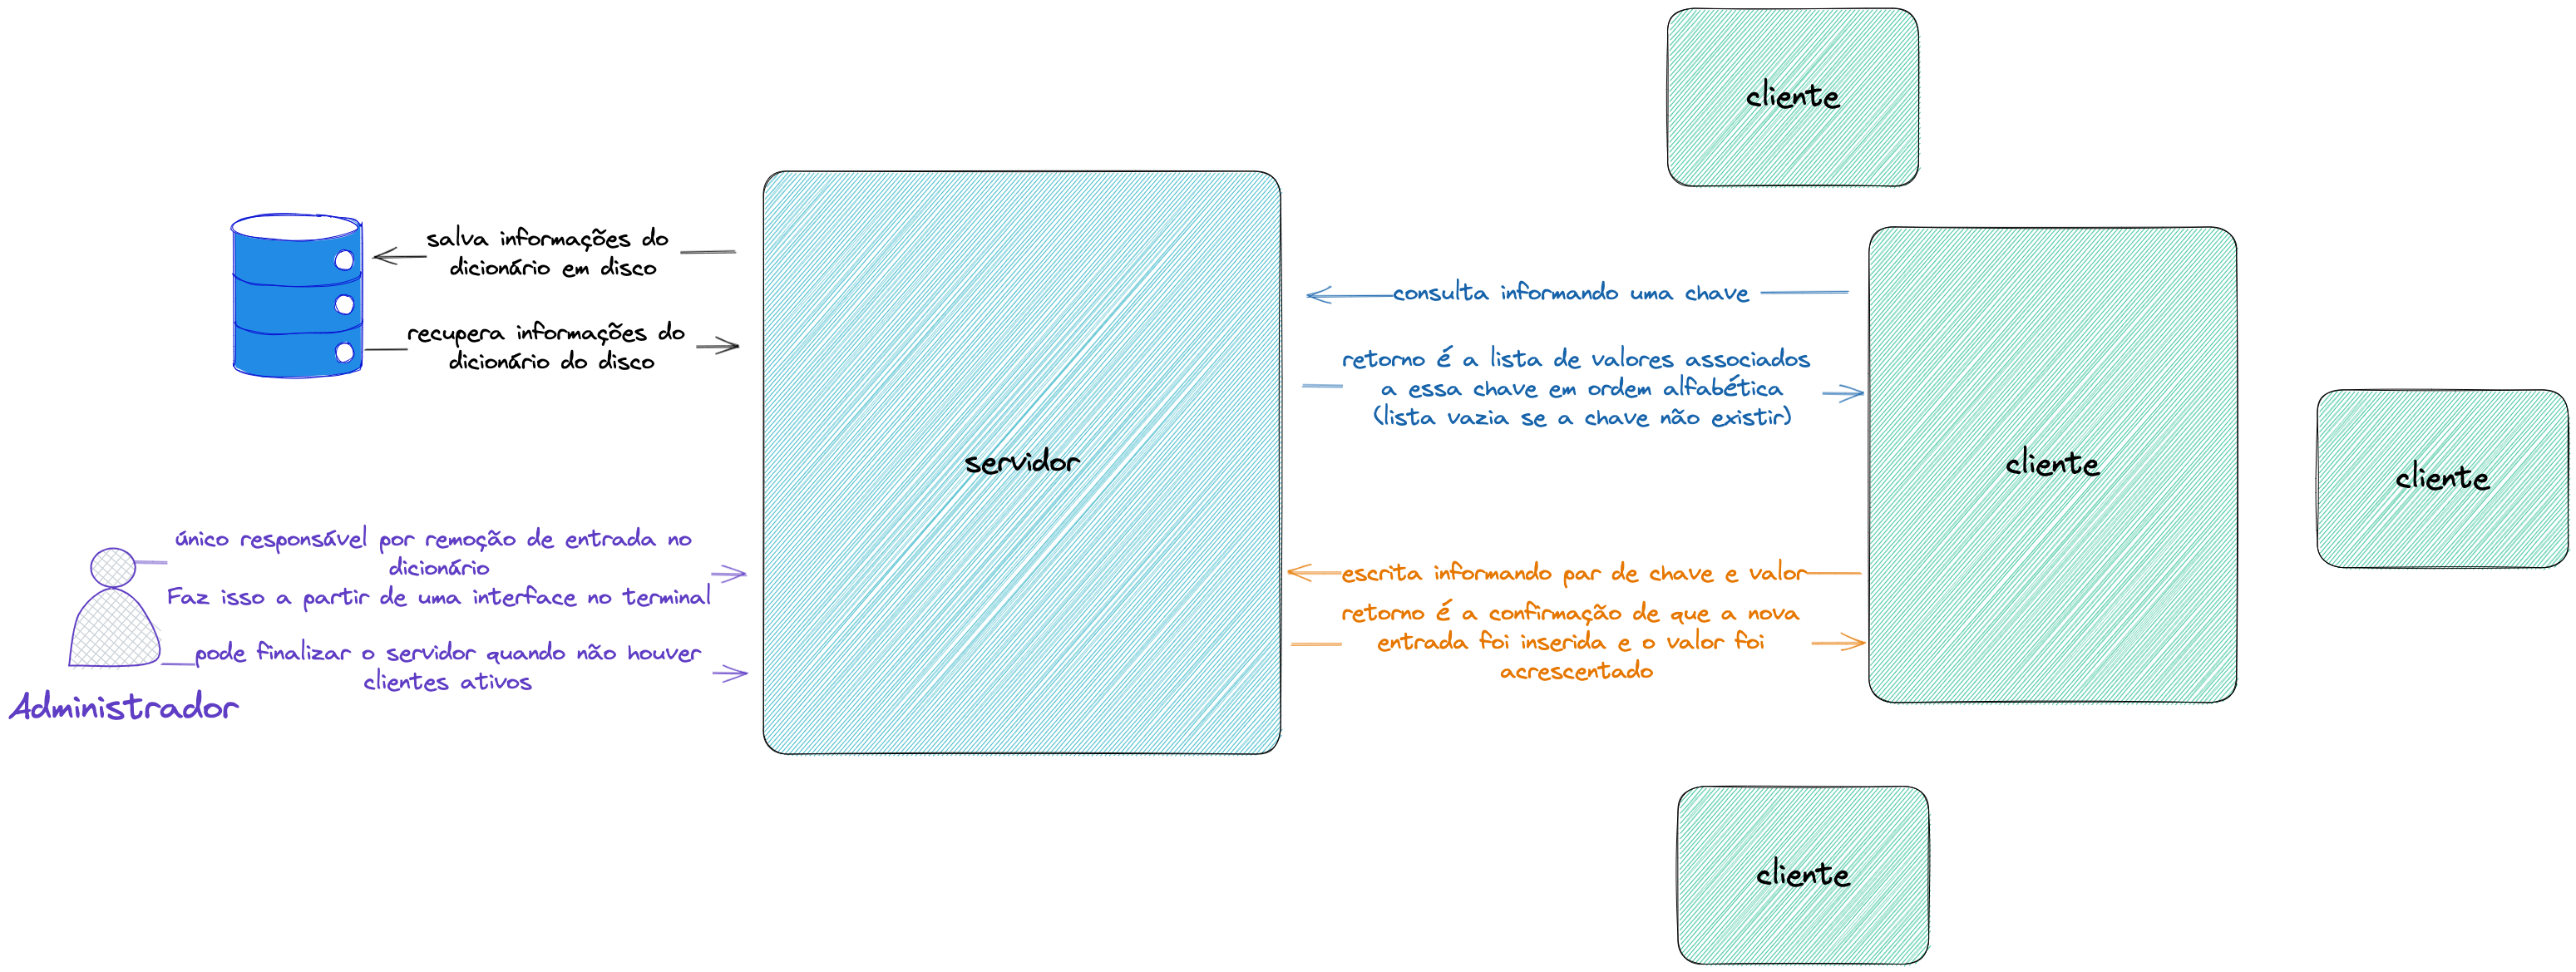 cliente
salva informações do
dicionário em disco
recupera informações do
dicionário do disco
servidor
consulta informando uma chave
retorno é a lista de valores associados
a essa chave em ordem alfabética
(lista vazia se a chave não existir)
cliente
cliente
único responsável por remoção de entrada no
dicionário
Faz isso a partir de uma interface no terminal
pode finalizar o servidor quando não houver
clientes ativos
Administrador
escrita informando par de chave e valor
retorno é a confirmação de que a nova
entrada foi inserida e o valor foi
acrescentado
cliente